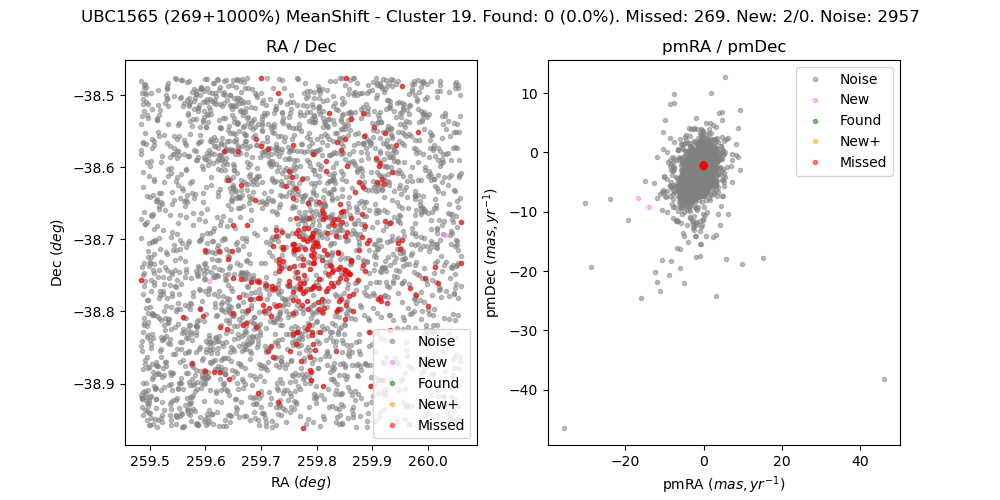 UBC1565 (269+1000%) MeanShift - Cluster 19. Found: 0 (0.0%). Missed: 269. New: 2/0. Noise: 2957
RA / Dec
Dec (deg)
−38.5
−38.6
−38.7
−38.8
−38.9
Noise
New
Found
New+
Missed
259.5 259.6 259.7 259.8 259.9 260.0
RA (deg)
pmRA / pmDec
pmDec (mas, yr⁻¹)
10
0
−10
−20
−30
−40
Noise
New
Found
New+
Missed
−20 0 20 40
pmRA (mas, yr⁻¹)